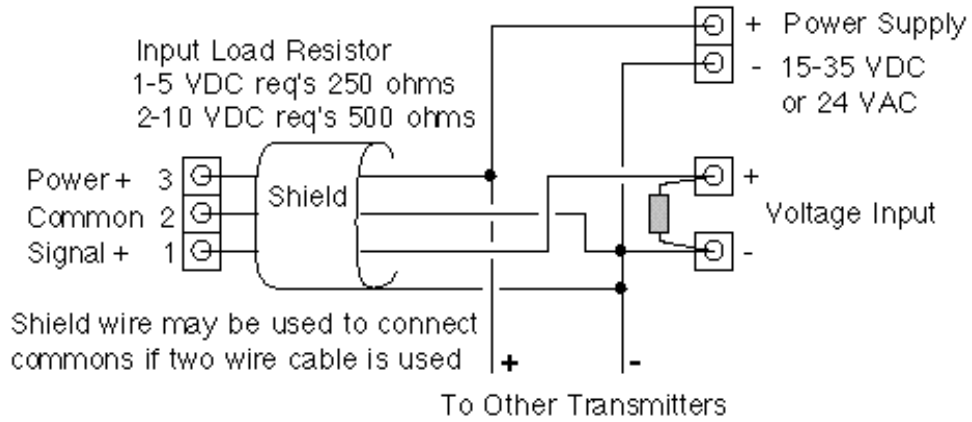 + Power Supply
- 15-35 VDC
or 24 VAC
Input Load Resistor
1-5 VDC req's 250 ohms
2-10 VDC req's 500 ohms
Power + 3
Common 2
Signal + 1
Shield
+
Voltage Input
-
Shield wire may be used to connect
commons if two wire cable is used
+ -
To Other Transmitters